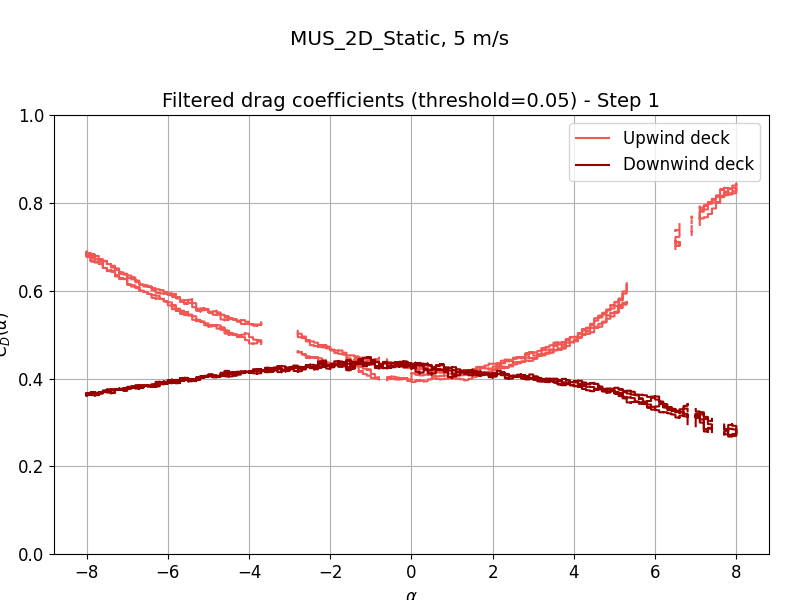 MUS_2D_Static, 5 m/s
Filtered drag coefficients (threshold=0.05) - Step 1
Upwind deck
Downwind deck
1.0
0.8
0.6
0.4
0.2
0.0
C_D(α)
−8 −6 −4 −2 0 2 4 6 8
α